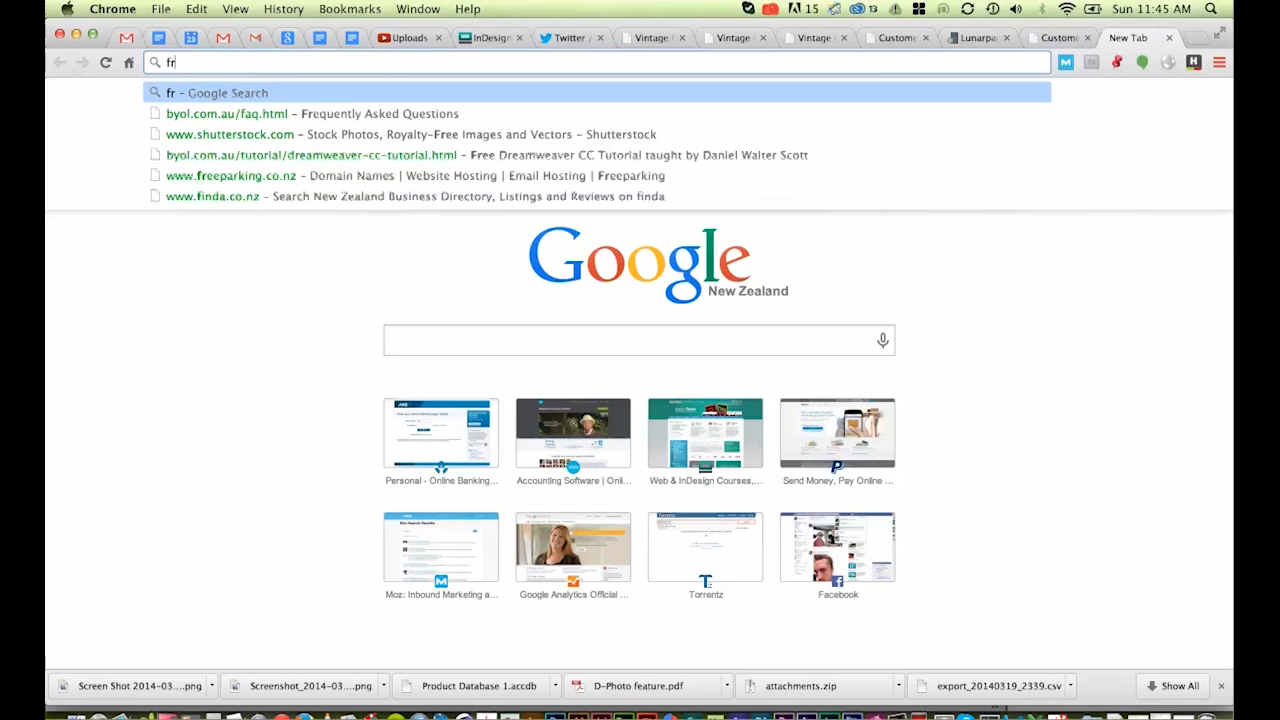 Chrome File Edit View History Bookmarks Window Help 15 13 Sun 11:45 AM
Uploads InDesign Twitter / Vintage Vintage Vintage Custome Lunarpa Custome New Tab
fr
fr - Google Search
byol.com.au/faq.html - Frequently Asked Questions
www.shutterstock.com - Stock Photos, Royalty-Free Images and Vectors - Shutterstock
byol.com.au/tutorial/dreamweaver-cc-tutorial.html - Free Dreamweaver CC Tutorial taught by Daniel Walter Scott
www.freeparking.co.nz - Domain Names | Website Hosting | Email Hosting | Freeparking
www.finda.co.nz - Search New Zealand Business Directory, Listings and Reviews on finda
Google
New Zealand
Personal - Online Banking... Accounting Software | Onli... Web & InDesign Courses,... Send Money, Pay Online ...
Moz: Inbound Marketing a... Google Analytics Official ... Torrentz Facebook
Screen Shot 2014-03....png Screenshot_2014-03....png Product Database 1.accdb D-Photo feature.pdf attachments.zip export_20140319_2339.csv Show All